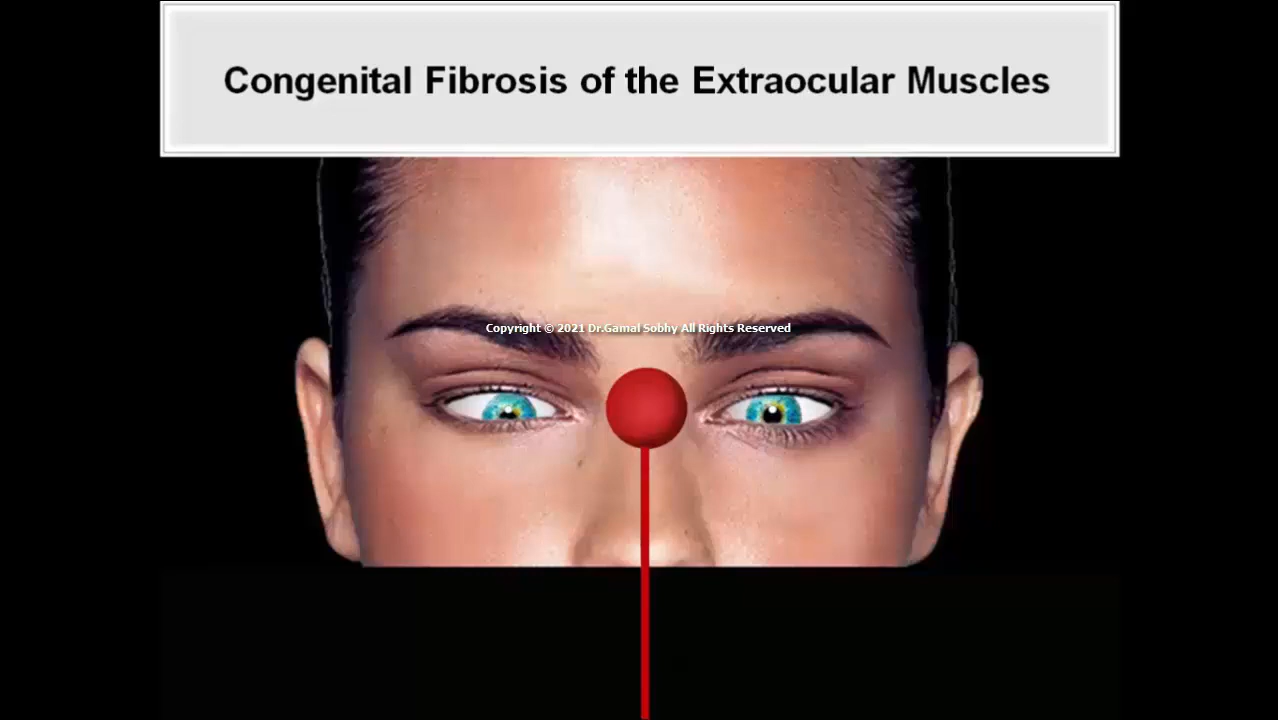 Congenital Fibrosis of the Extraocular Muscles
Copyright © 2021 Dr.Gamal Sobhy All Rights Reserved